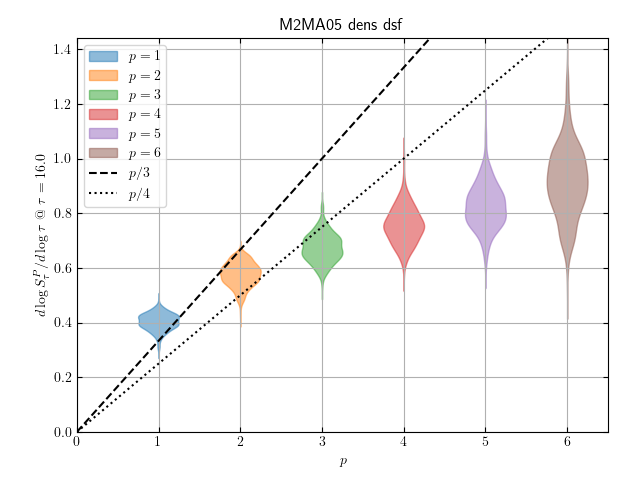 M2MA05 dens dsf
d log S_τ^P / d log τ @ τ = 16.0
1.4
1.2
1.0
0.8
0.6
0.4
0.2
0.0
p = 1
p = 2
p = 3
p = 4
p = 5
p = 6
p/3
p/4
0 1 2 3 4 5 6
p